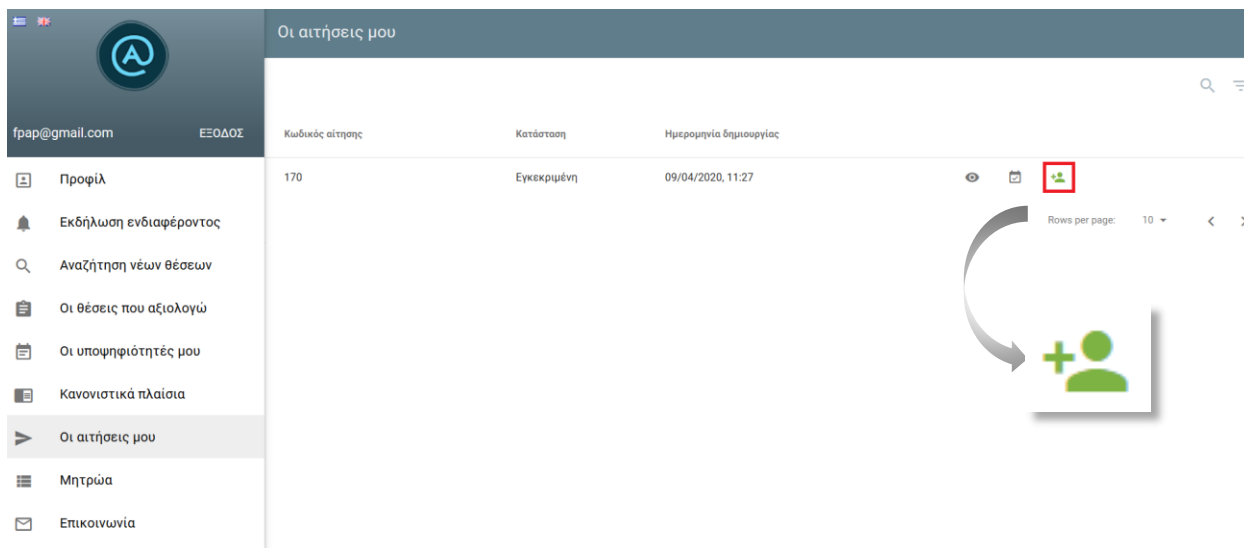 Οι αιτήσεις μου
fpap@gmail.com ΕΞΟΔΟΣ
Κωδικός αίτησης Κατάσταση Ημερομηνία δημιουργίας
170 Εγκεκριμένη 09/04/2020, 11:27
Rows per page: 10
Προφίλ
Εκδήλωση ενδιαφέροντος
Αναζήτηση νέων θέσεων
Οι θέσεις που αξιολογώ
Οι υποψηφιότητές μου
Κανονιστικά πλαίσια
Οι αιτήσεις μου
Μητρώα
Επικοινωνία